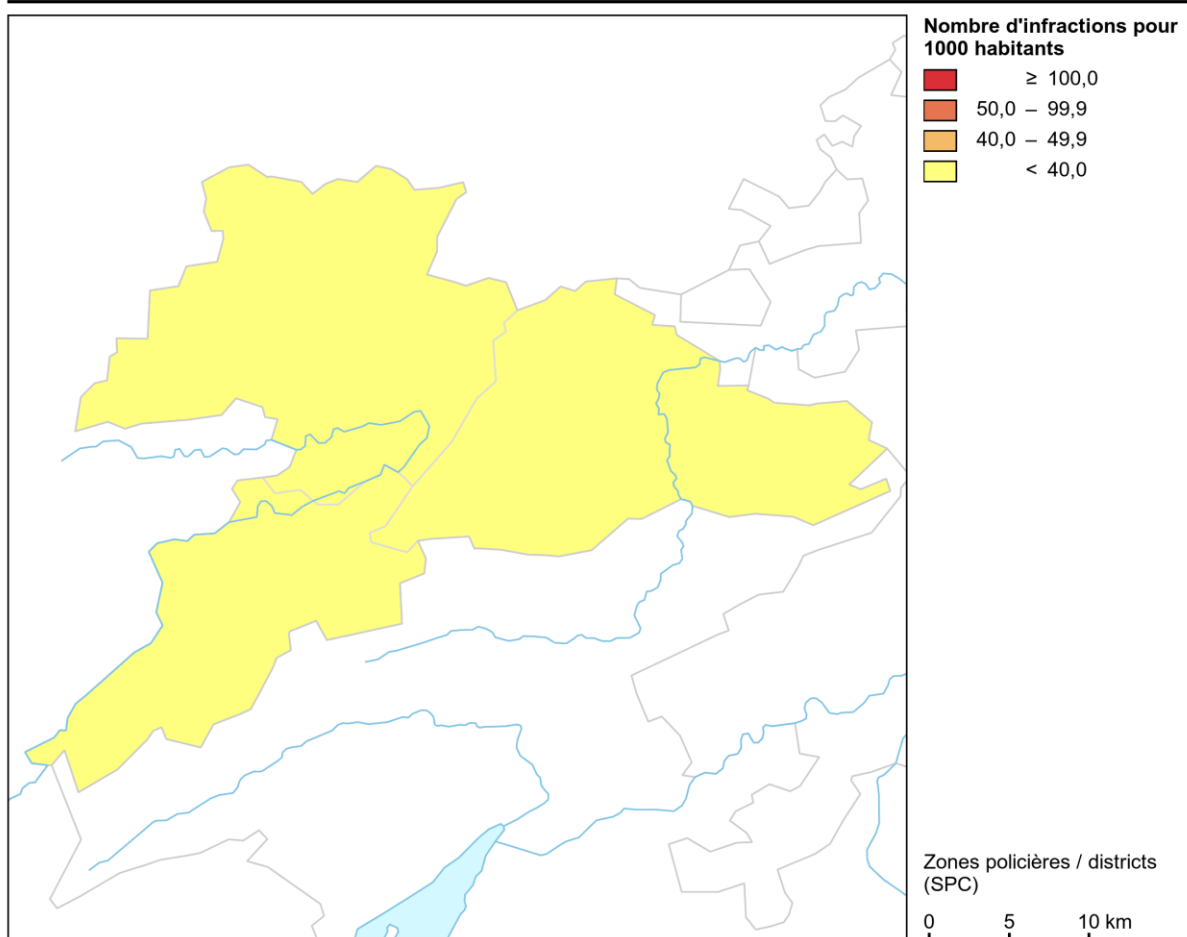 Nombre d'infractions pour
1000 habitants
≥ 100,0
50,0 – 99,9
40,0 – 49,9
< 40,0
Zones policières / districts
(SPC)
0 5 10 km